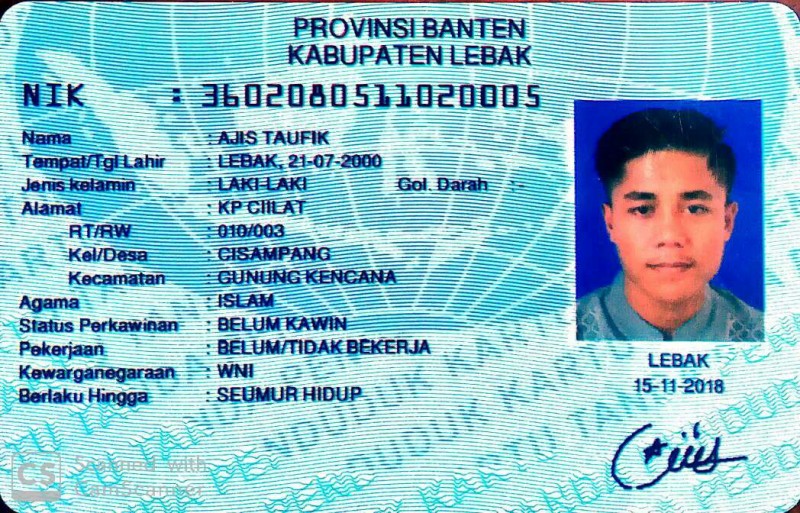 PROVINSI BANTEN
KABUPATEN LEBAK
NIK : 3602080511020005
Nama : AJIS TAUFIK
Tempat/Tgl Lahir : LEBAK, 21-07-2000
Jenis kelamin : LAKI-LAKI Gol. Darah :-
Alamat : KP CIILAT
RT/RW : 010/003
Kel/Desa : CISAMPANG
Kecamatan : GUNUNG KENCANA
Agama : ISLAM
Status Perkawinan : BELUM KAWIN
Pekerjaan : BELUM/TIDAK BEKERJA
Kewarganegaraan : WNI
Berlaku Hingga : SEUMUR HIDUP
LEBAK
15-11-2018
CS Scanned with
CamScanner